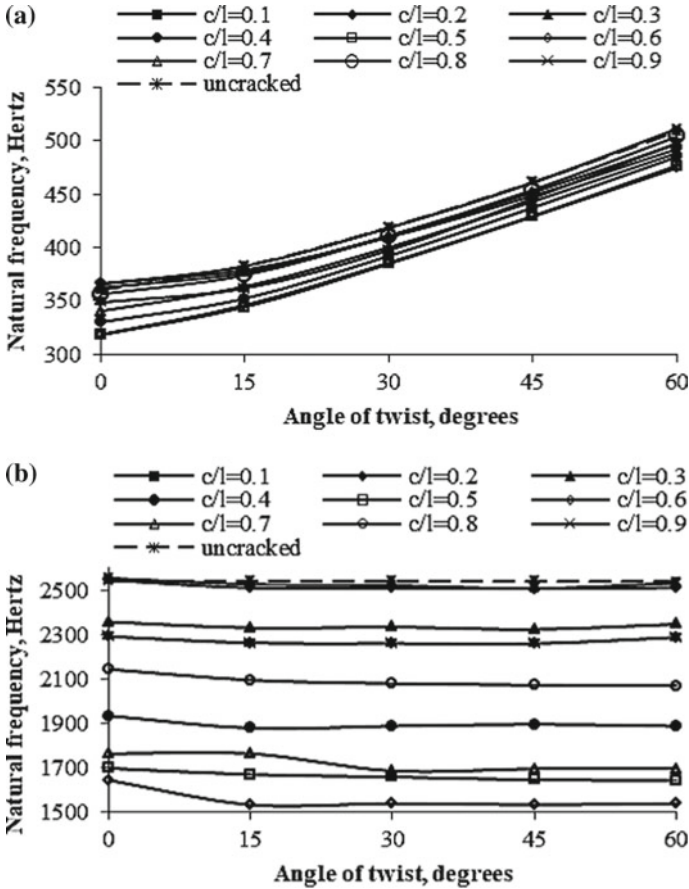 (a)
c/l=0.1 c/l=0.2 c/l=0.3
c/l=0.4 c/l=0.5 c/l=0.6
c/l=0.7 c/l=0.8 c/l=0.9
uncracked
Natural frequency, Hertz
550
500
450
400
350
300
0 15 30 45 60
Angle of twist, degrees
(b)
c/l=0.1 c/l=0.2 c/l=0.3
c/l=0.4 c/l=0.5 c/l=0.6
c/l=0.7 c/l=0.8 c/l=0.9
uncracked
Natural frequency, Hertz
2500
2300
2100
1900
1700
1500
0 15 30 45 60
Angle of twist, degrees